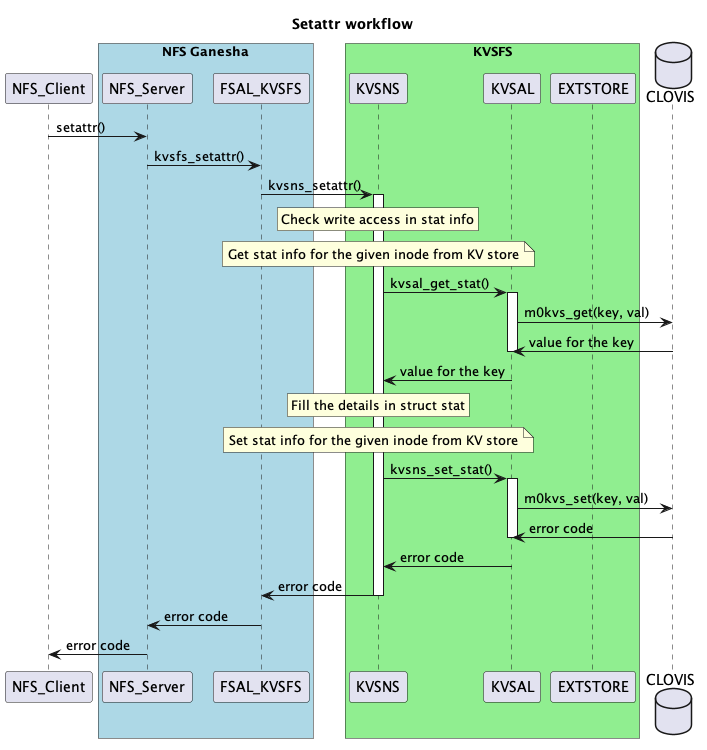 Setattr workflow
NFS Ganesha
KVSFS
NFS_Client
NFS_Server
FSAL_KVSFS
KVSNS
KVSAL
EXTSTORE
CLOVIS
setattr()
kvsfs_setattr()
kvsns_setattr()
Check write access in stat info
Get stat info for the given inode from KV store
kvsal_get_stat()
m0kvs_get(key, val)
value for the key
value for the key
Fill the details in struct stat
Set stat info for the given inode from KV store
kvsns_set_stat()
m0kvs_set(key, val)
error code
error code
error code
error code
error code
NFS_Client
NFS_Server
FSAL_KVSFS
KVSNS
KVSAL
EXTSTORE
CLOVIS